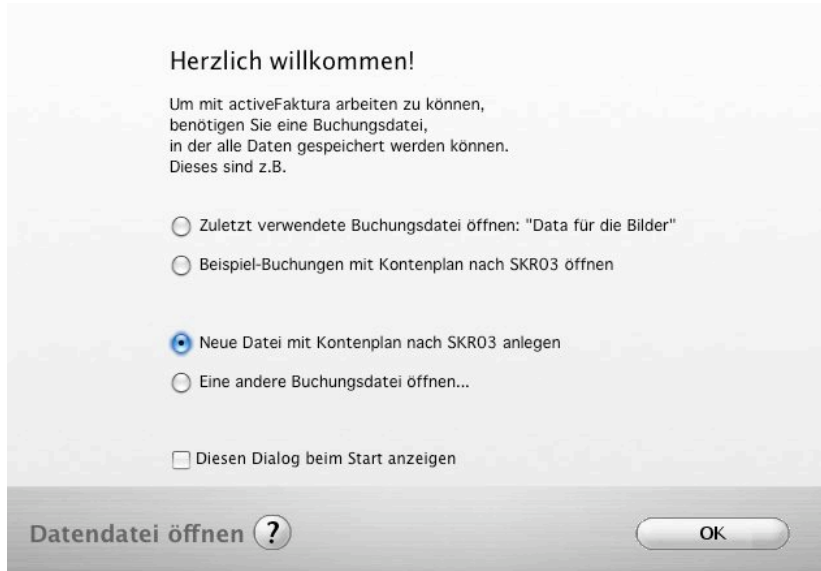 Herzlich willkommen!
Um mit activeFaktura arbeiten zu können,
benötigen Sie eine Buchungsdatei,
in der alle Daten gespeichert werden können.
Dieses sind z.B.
Zuletzt verwendete Buchungsdatei öffnen: "Data für die Bilder"
Beispiel-Buchungen mit Kontenplan nach SKR03 öffnen
Neue Datei mit Kontenplan nach SKR03 anlegen
Eine andere Buchungsdatei öffnen...
Diesen Dialog beim Start anzeigen
Datendatei öffnen ? OK